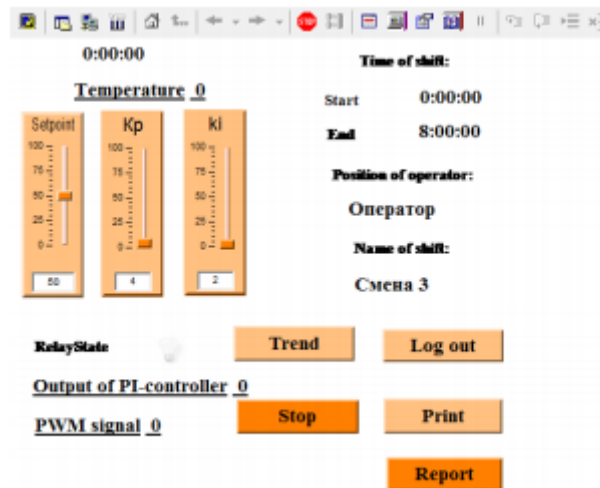 STOP
0:00:00
Temperature 0
Setpoint
100
75
50
25
0
50
Kp
100
75
50
25
0
4
kI
100
75
50
25
0
2
Time of shift:
Start 0:00:00
End 8:00:00
Position of operator:
Оператор
Name of shift:
Смена 3
RelayState
Trend
Log out
Output of PI-controller 0
PWM signal 0
Stop
Print
Report